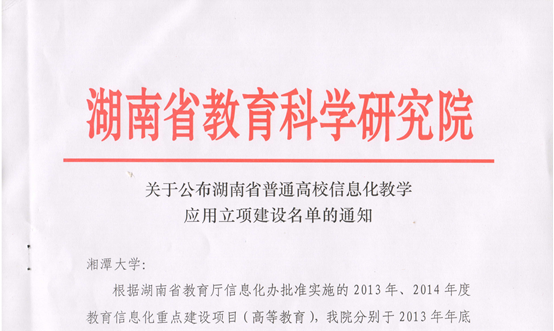 湖南省教育科学研究院
关于公布湖南省普通高校信息化教学
应用立项建设名单的通知
湘潭大学：
根据湖南省教育厅信息化办批准实施的 2013 年、2014 年度
教育信息化重点建设项目（高等教育），我院分别于 2013 年年底